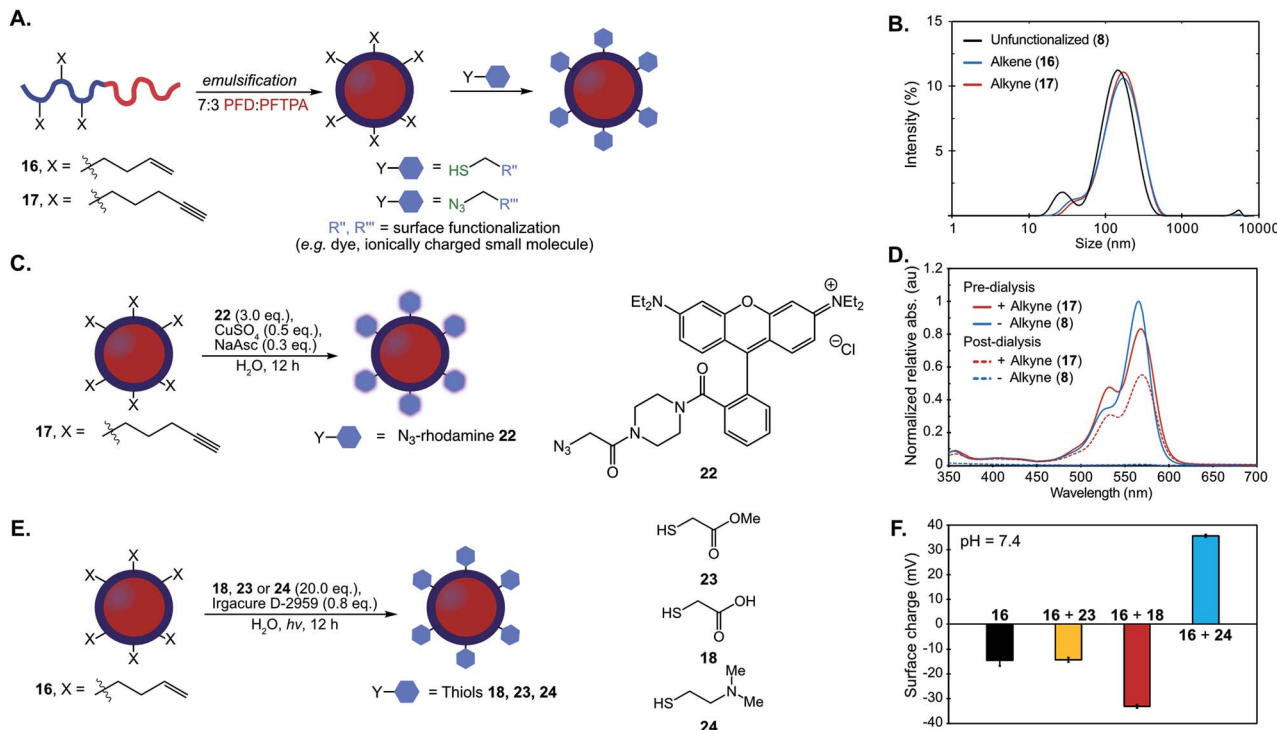 A.
X
X
X
emulsification
7:3 PFD:PFTPA
X
X
X
X
X
X
Y
16, X =
17, X =
Y = HS R"
Y = N3 R'''
R", R''' = surface functionalization
(e.g. dye, ionically charged small molecule)
B.
15
10
5
Intensity (%)
Unfunctionalized (8)
Alkene (16)
Alkyne (17)
1
10
100
1000
10000
Size (nm)
C.
X
X
X
X
X
X
22 (3.0 eq.),
CuSO4 (0.5 eq.),
NaAsc (0.3 eq.)
H2O, 12 h
17, X =
Y = N3-rhodamine 22
Et2N
O
+
NEt2
−Cl
O
N
N
N3
O
22
D.
1.2
1
0.8
0.6
0.4
0.2
0
Normalized relative abs. (au)
Pre-dialysis
+ Alkyne (17)
- Alkyne (8)
Post-dialysis
+ Alkyne (17)
- Alkyne (8)
350
400
450
500
550
600
650
700
Wavelength (nm)
E.
X
X
X
X
X
X
18, 23 or 24 (20.0 eq.),
Irgacure D-2959 (0.8 eq.)
H2O, hv, 12 h
16, X =
Y = Thiols 18, 23, 24
HS
OMe
O
23
HS
OH
O
18
HS
N
Me
Me
24
F.
40
30
20
10
0
-10
-20
-30
-40
Surface charge (mV)
pH = 7.4
16
16 + 23
16 + 18
16 + 24